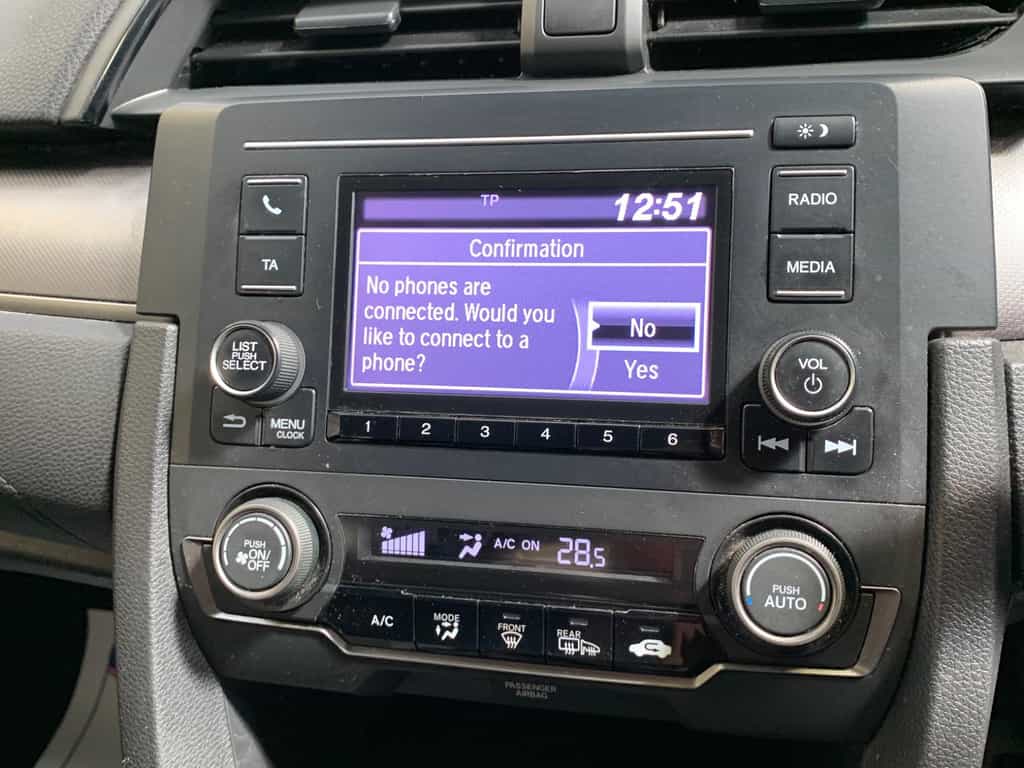 TP
12:51
RADIO
TA
MEDIA
Confirmation
No phones are
connected. Would you
like to connect to a
phone?
No
Yes
LIST
PUSH
SELECT
VOL
MENU
CLOCK
1 2 3 4 5 6
PUSH
ON/
OFF
A/C ON 28.5
PUSH
AUTO
A/C
MODE
FRONT
REAR
PASSENGER
AIRBAG